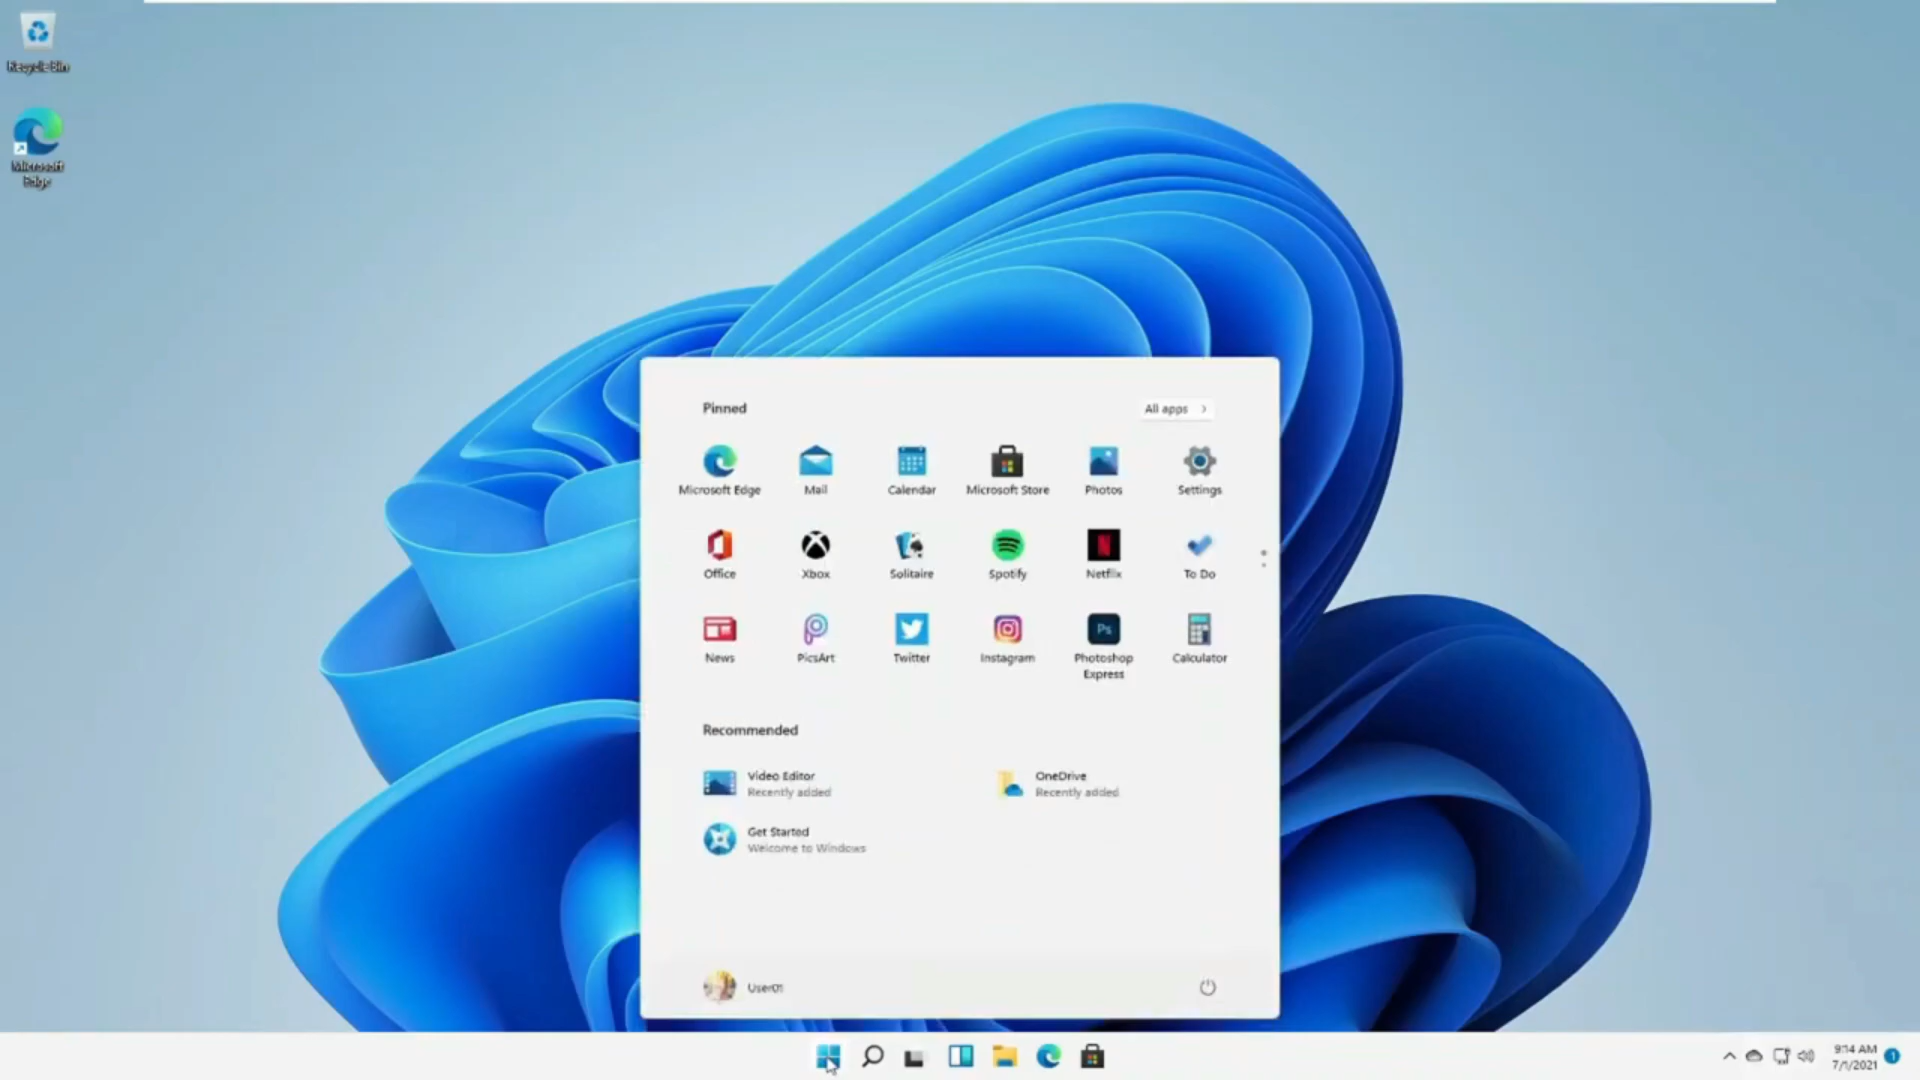 Recycle Bin
Microsoft
Edge
Pinned
All apps
Microsoft Edge
Mail
Calendar
Microsoft Store
Photos
Settings
Office
Xbox
Solitaire
Spotify
Netflix
To Do
News
PicsArt
Twitter
Instagram
Photoshop
Express
Calculator
Ps
Recommended
Video Editor
Recently added
OneDrive
Recently added
Get Started
Welcome to Windows
User01
9:14 AM
7/1/2021
1